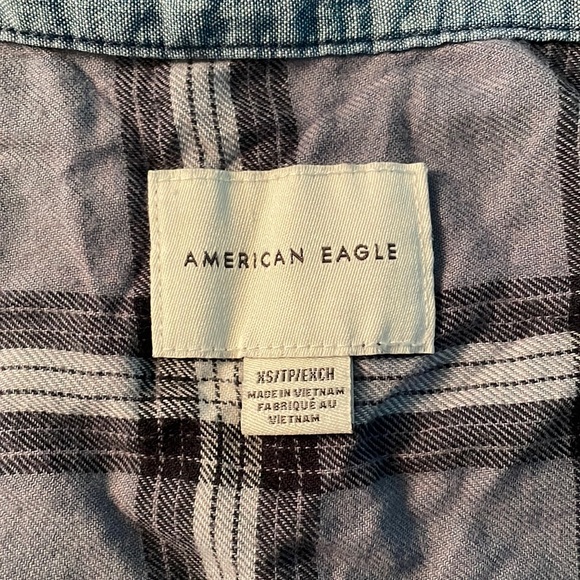 AMERICAN EAGLE
XS/TP/EXCH
MADE IN VIETNAM
FABRIQUÉ AU
VIETNAM